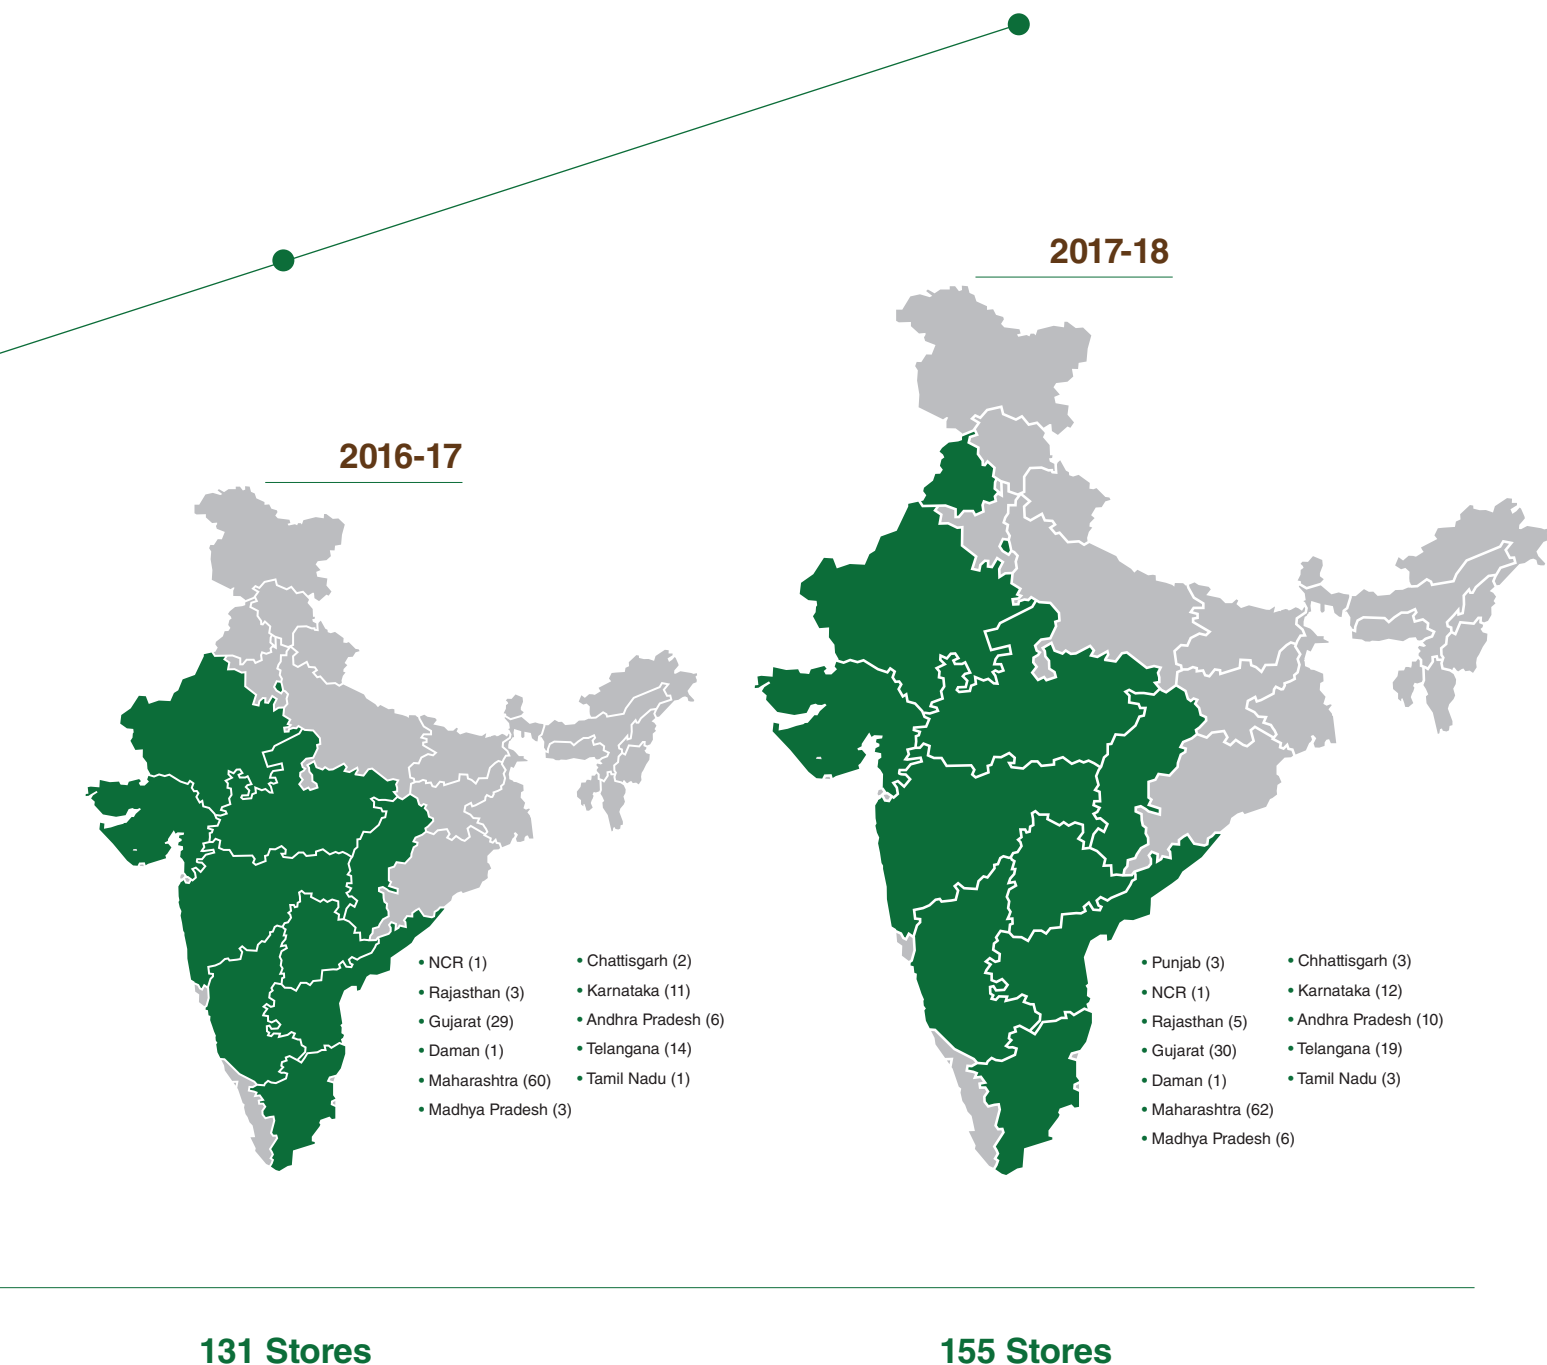 2017-18
2016-17
• NCR (1)
• Rajasthan (3)
• Gujarat (29)
• Daman (1)
• Maharashtra (60)
• Madhya Pradesh (3)
• Chattisgarh (2)
• Karnataka (11)
• Andhra Pradesh (6)
• Telangana (14)
• Tamil Nadu (1)
• Punjab (3)
• NCR (1)
• Rajasthan (5)
• Gujarat (30)
• Daman (1)
• Maharashtra (62)
• Madhya Pradesh (6)
• Chhattisgarh (3)
• Karnataka (12)
• Andhra Pradesh (10)
• Telangana (19)
• Tamil Nadu (3)
131 Stores
155 Stores